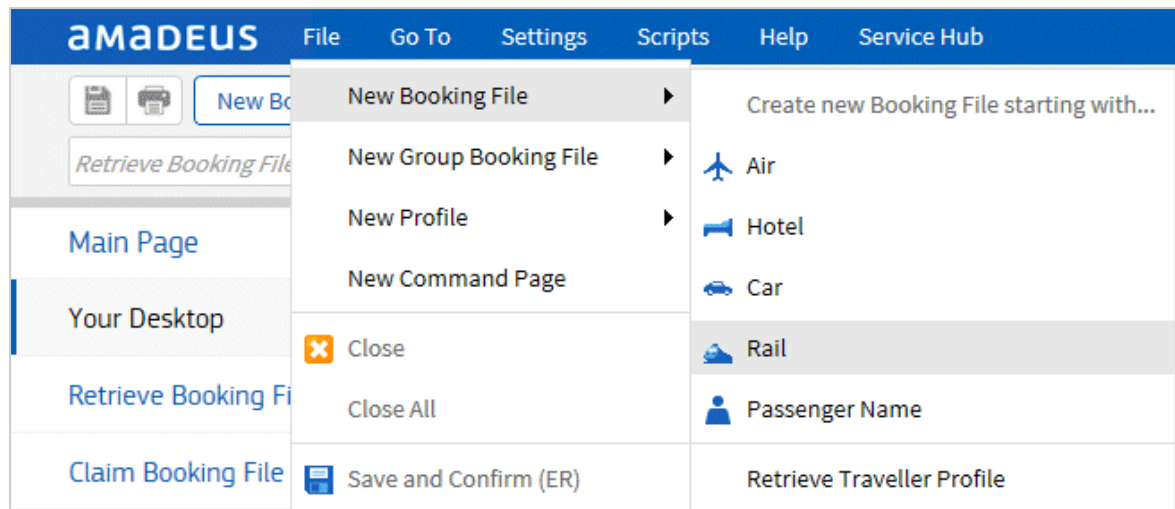 aMaDEUS File Go To Settings Scripts Help Service Hub
New Bo
Retrieve Booking File
Main Page
Your Desktop
Retrieve Booking Fi
Claim Booking File
New Booking File
New Group Booking File
New Profile
New Command Page
Close
Close All
Save and Confirm (ER)
Create new Booking File starting with...
Air
Hotel
Car
Rail
Passenger Name
Retrieve Traveller Profile